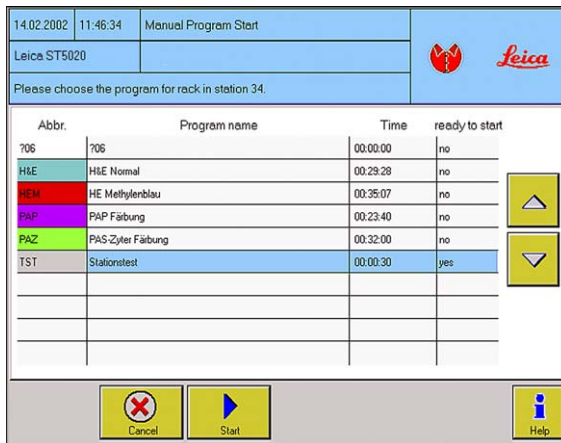 14.02.2002 11:46:34 Manual Program Start
Leica ST5020
Leica
Please choose the program for rack in station 34.
Abbr. Program name Time ready to start
?06 ?06 00:00:00 no
H&E H&E Normal 00:29:28 no
HEM HE Methylenblau 00:35:07 no
PAP PAP Färbung 00:23:40 no
PAZ PAS-Zyter Färbung 00:32:00 no
TST Stationstest 00:00:30 yes
Cancel Start Help